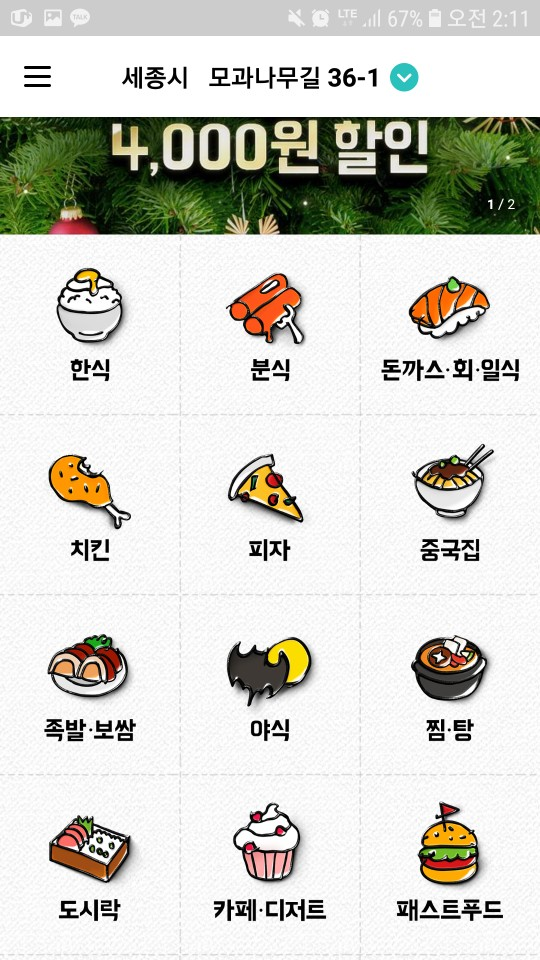 U+ TALK LTE 67% 오전 2:11
세종시 모과나무길 36-1
4,000원 할인
1 / 2
한식 분식 돈까스·회·일식
치킨 피자 중국집
족발·보쌈 야식 찜·탕
도시락 카페·디저트 패스트푸드